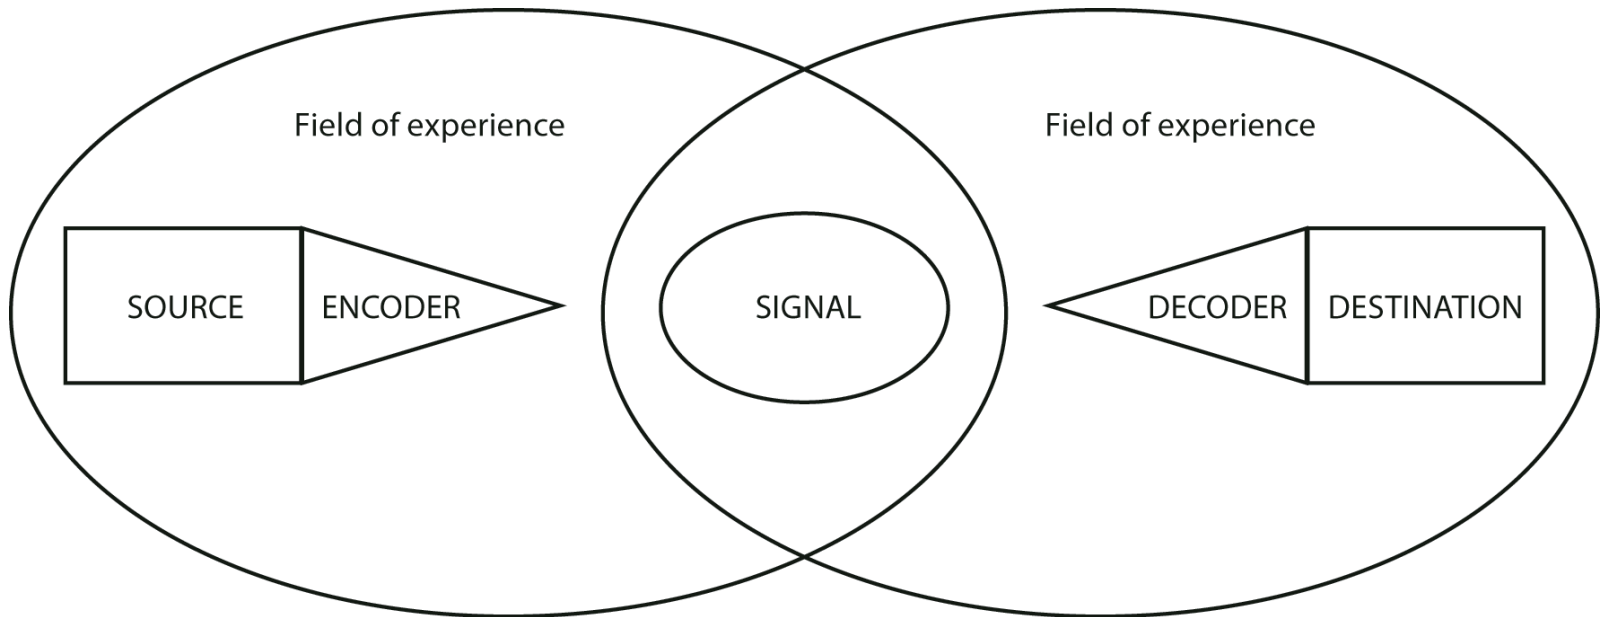 Field of experience
Field of experience
SOURCE
ENCODER
SIGNAL
DECODER
DESTINATION